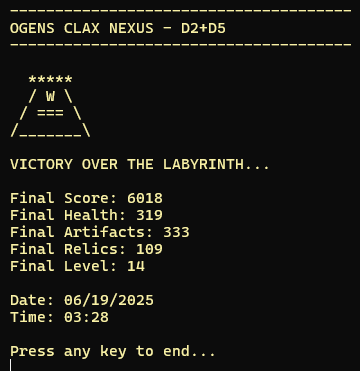 --------------------------------------
OGENS CLAX NEXUS - D2+D5
--------------------------------------
  *****
  / W \
 / === \
/_______\
VICTORY OVER THE LABYRINTH...
Final Score: 6018
Final Health: 319
Final Artifacts: 333
Final Relics: 109
Final Level: 14
Date: 06/19/2025
Time: 03:28
Press any key to end...